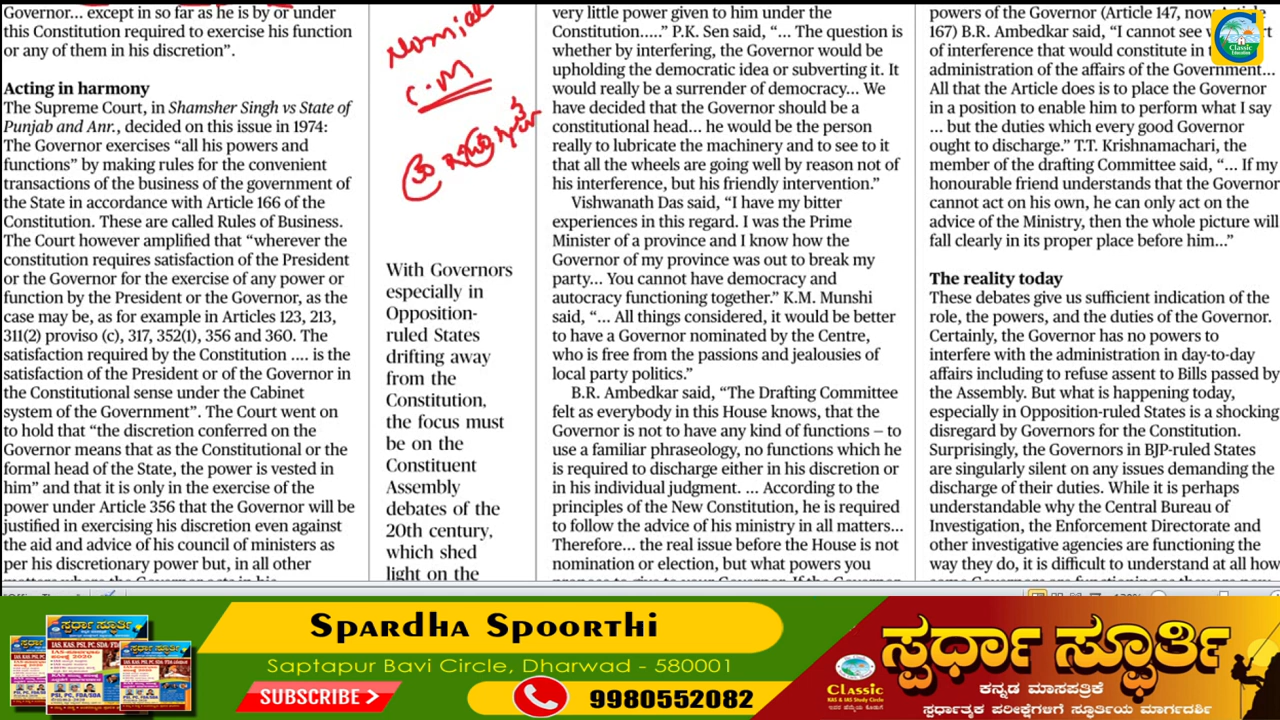 Governor... except in so far as he is by or under
this Constitution required to exercise his function
or any of them in his discretion”.
Acting in harmony
The Supreme Court, in Shamsher Singh vs State of
Punjab and Anr., decided on this issue in 1974:
The Governor exercises “all his powers and
functions” by making rules for the convenient
transactions of the business of the government of
the State in accordance with Article 166 of the
Constitution. These are called Rules of Business.
The Court however amplified that “wherever the
constitution requires satisfaction of the President
or the Governor for the exercise of any power or
function by the President or the Governor, as the
case may be, as for example in Articles 123, 213,
311(2) proviso (c), 317, 352(1), 356 and 360. The
satisfaction required by the Constitution .... is the
satisfaction of the President or of the Governor in
the Constitutional sense under the Cabinet
system of the Government”. The Court went on
to hold that “the discretion conferred on the
Governor means that as the Constitutional or the
formal head of the State, the power is vested in
him” and that it is only in the exercise of the
power under Article 356 that the Governor will be
justified in exercising his discretion even against
the aid and advice of his council of ministers as
per his discretionary power but, in all other
C.M
With Governors
especially in
Opposition-
ruled States
drifting away
from the
Constitution,
the focus must
be on the
Constituent
Assembly
debates of the
20th century,
which shed
light on the
very little power given to him under the
Constitution.....” P.K. Sen said, “... The question is
whether by interfering, the Governor would be
upholding the democratic idea or subverting it. It
would really be a surrender of democracy... We
have decided that the Governor should be a
constitutional head... he would be the person
really to lubricate the machinery and to see to it
that all the wheels are going well by reason not of
his interference, but his friendly intervention.”
Vishwanath Das said, “I have my bitter
experiences in this regard. I was the Prime
Minister of a province and I know how the
Governor of my province was out to break my
party... You cannot have democracy and
autocracy functioning together.” K.M. Munshi
said, “... All things considered, it would be better
to have a Governor nominated by the Centre,
who is free from the passions and jealousies of
local party politics.”
B.R. Ambedkar said, “The Drafting Committee
felt as everybody in this House knows, that the
Governor is not to have any kind of functions — to
use a familiar phraseology, no functions which he
is required to discharge either in his discretion or
in his individual judgment. ... According to the
principles of the New Constitution, he is required
to follow the advice of his ministry in all matters...
Therefore... the real issue before the House is not
nomination or election, but what powers you
powers of the Governor (Article 147, now Article
167) B.R. Ambedkar said, “I cannot see
of interference that would constitute in
administration of the affairs of the Government...
All that the Article does is to place the Governor
in a position to enable him to perform what I say
... but the duties which every good Governor
ought to discharge.” T.T. Krishnamachari, the
member of the drafting Committee said, “... If my
honourable friend understands that the Governor
cannot act on his own, he can only act on the
advice of the Ministry, then the whole picture will
fall clearly in its proper place before him...”
The reality today
These debates give us sufficient indication of the
role, the powers, and the duties of the Governor.
Certainly, the Governor has no powers to
interfere with the administration in day-to-day
affairs including to refuse assent to Bills passed by
the Assembly. But what is happening today,
especially in Opposition-ruled States is a shocking
disregard by Governors for the Constitution.
Surprisingly, the Governors in BJP-ruled States
are singularly silent on any issues demanding the
discharge of their duties. While it is perhaps
understandable why the Central Bureau of
Investigation, the Enforcement Directorate and
other investigative agencies are functioning the
way they do, it is difficult to understand at all how
Classic
Education
Spardha Spoorthi
Saptapur Bavi Circle Dharwad - 580001
SUBSCRIBE >
9980552082
Classic
KAS & IAS Study Circle
ಸ್ಪರ್ಧಾ ಸ್ಫೂರ್ತಿ
ಕನ್ನಡ ಮಾಸಪತ್ರಿಕೆ
ಸ್ಪರ್ಧಾತ್ಮಕ ಪರೀಕ್ಷೆಗಳಿಗೆ ಸ್ಫೂರ್ತಿಯ ಮಾರ್ಗದರ್ಶಿ